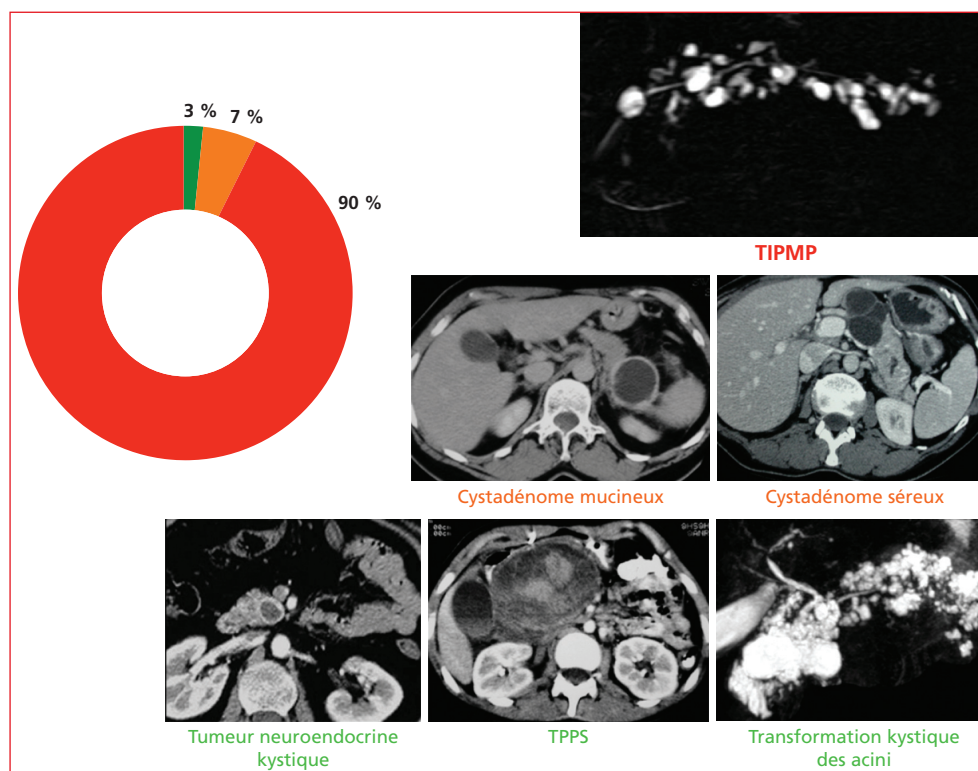 3 %
7 %
90 %
TIPMP
Cystadénome mucineux
Cystadénome séreux
Tumeur neuroendocrine
kystique
TPPS
Transformation kystique
des acini